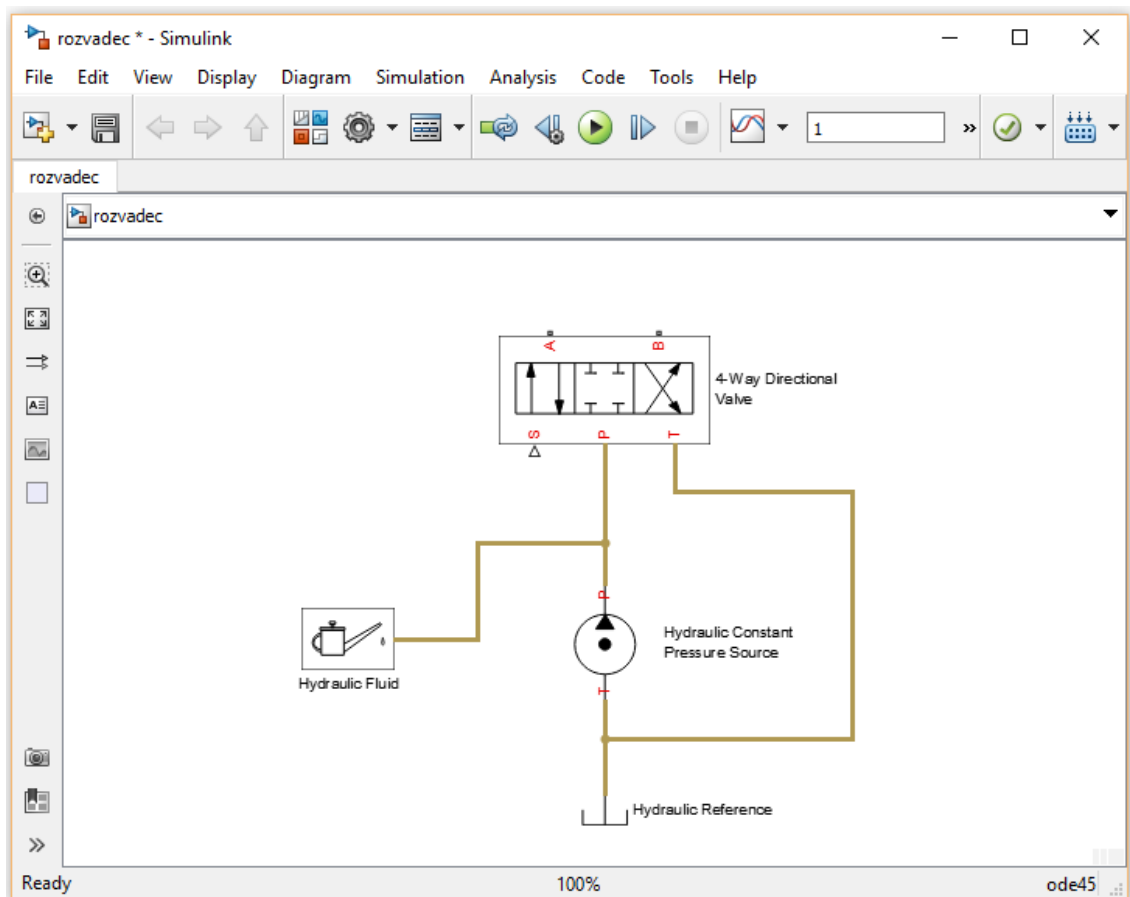 rozvadec * - Simulink
File Edit View Display Diagram Simulation Analysis Code Tools Help
1
»
rozvadec
rozvadec
A
B
4-Way Directional
Valve
S
P
T
P
Hydraulic Constant
Pressure Source
Hydraulic Fluid
T
Hydraulic Reference
Ready 100% ode45